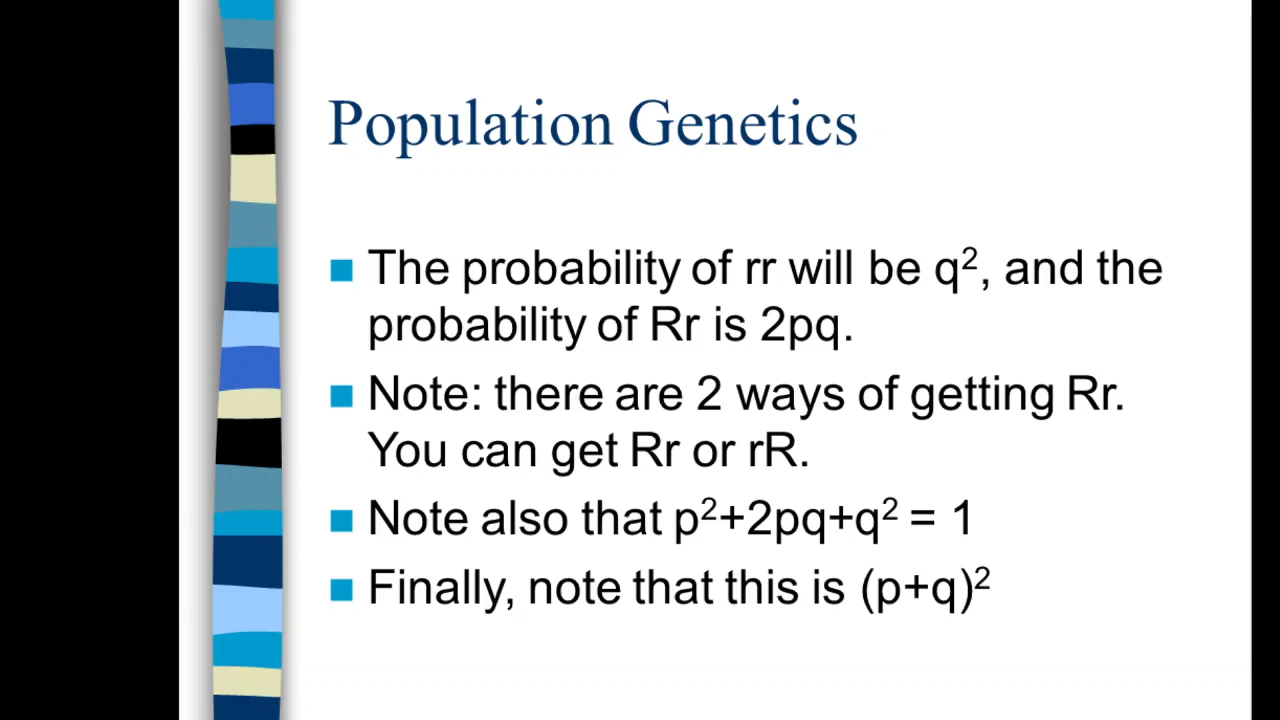 Population Genetics
The probability of rr will be q², and the
probability of Rr is 2pq.
Note: there are 2 ways of getting Rr.
You can get Rr or rR.
Note also that p²+2pq+q² = 1
Finally, note that this is (p+q)²